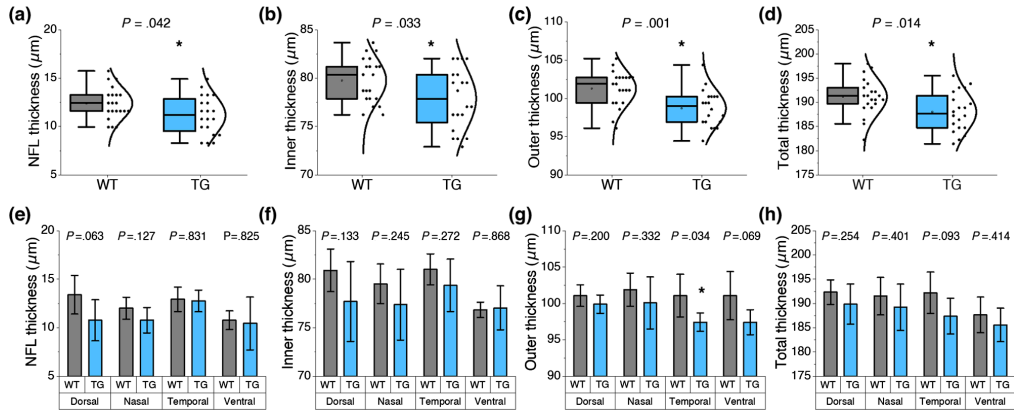 (a)
P = .042
*
NFL thickness (µm)
20
15
10
5
WT
TG
(b)
P = .033
*
Inner thickness (µm)
85
80
75
70
WT
TG
(c)
P = .001
*
Outer thickness (µm)
110
105
100
95
90
WT
TG
(d)
P = .014
*
Total thickness (µm)
205
200
195
190
185
180
175
WT
TG
(e)
P =.063 P =.127 P =.831 P=.825
NFL thickness (µm)
20
15
10
5
WT TG WT TG WT TG WT TG
Dorsal Nasal Temporal Ventral
(f)
P =.133 P =.245 P =.272 P =.868
Inner thickness (µm)
85
80
75
70
WT TG WT TG WT TG WT TG
Dorsal Nasal Temporal Ventral
(g)
P =.200 P =.332 P =.034 P =.069
*
Outer thickness (µm)
110
105
100
95
90
WT TG WT TG WT TG WT TG
Dorsal Nasal Temporal Ventral
(h)
P =.254 P =.401 P =.093 P =.414
Total thickness (µm)
205
200
195
190
185
180
175
WT TG WT TG WT TG WT TG
Dorsal Nasal Temporal Ventral